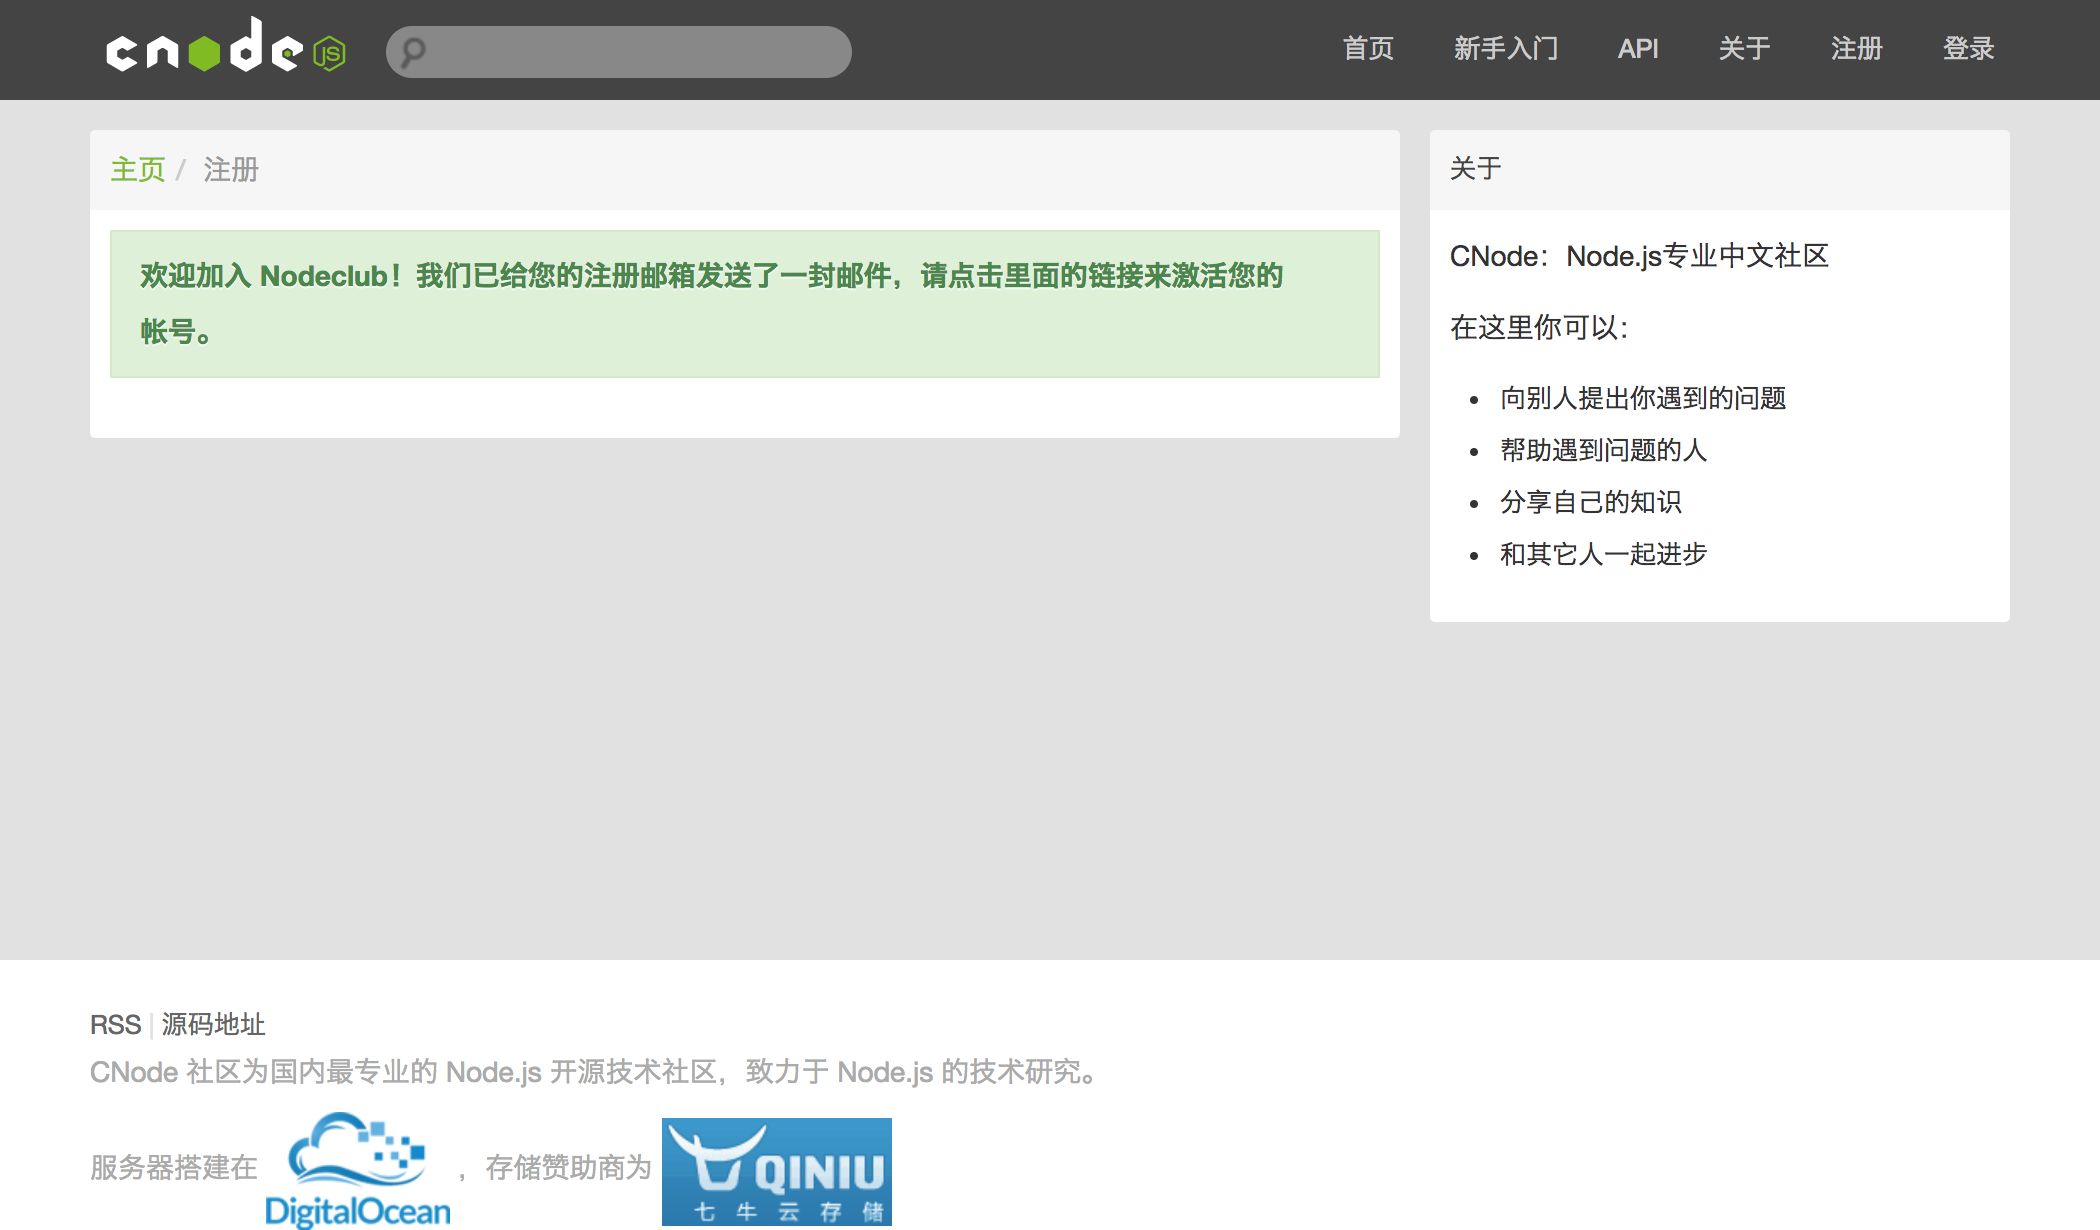 cnode JS
首页 新手入门 API 关于 注册 登录
主页 / 注册
欢迎加入 Nodeclub！我们已给您的注册邮箱发送了一封邮件，请点击里面的链接来激活您的
帐号。
关于
CNode：Node.js专业中文社区
在这里你可以：
向别人提出你遇到的问题
帮助遇到问题的人
分享自己的知识
和其它人一起进步
RSS | 源码地址
CNode 社区为国内最专业的 Node.js 开源技术社区，致力于 Node.js 的技术研究。
服务器搭建在 DigitalOcean ，存储赞助商为 QINIU
七牛云存储